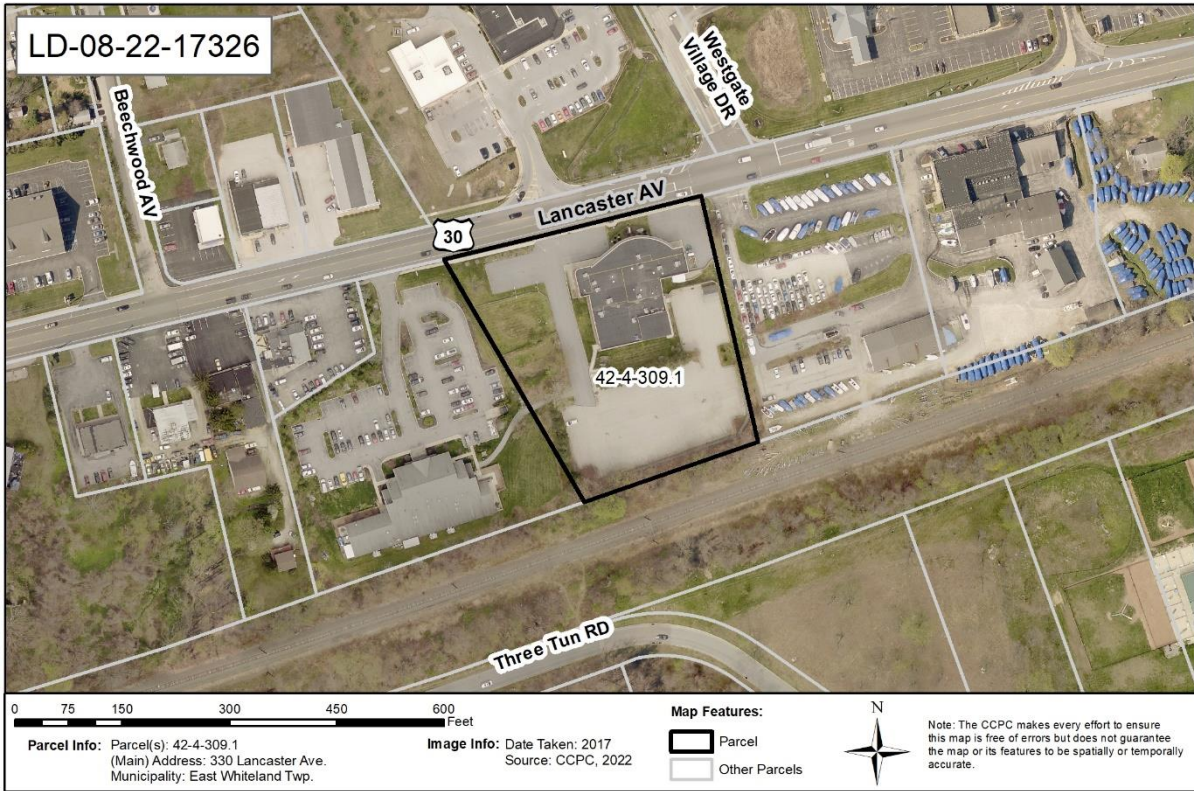 LD-08-22-17326
Beechwood AV
Westgate
Village DR
Lancaster AV
30
42-4-309.1
Three Tun RD
0 75 150 300 450 600
Feet
Parcel Info: Parcel(s): 42-4-309.1
(Main) Address: 330 Lancaster Ave.
Municipality: East Whiteland Twp.
Image Info: Date Taken: 2017
Source: CCPC, 2022
Map Features:
Parcel
Other Parcels
N
Note: The CCPC makes every effort to ensure
this map is free of errors but does not guarantee
the map or its features to be spatially or temporally
accurate.